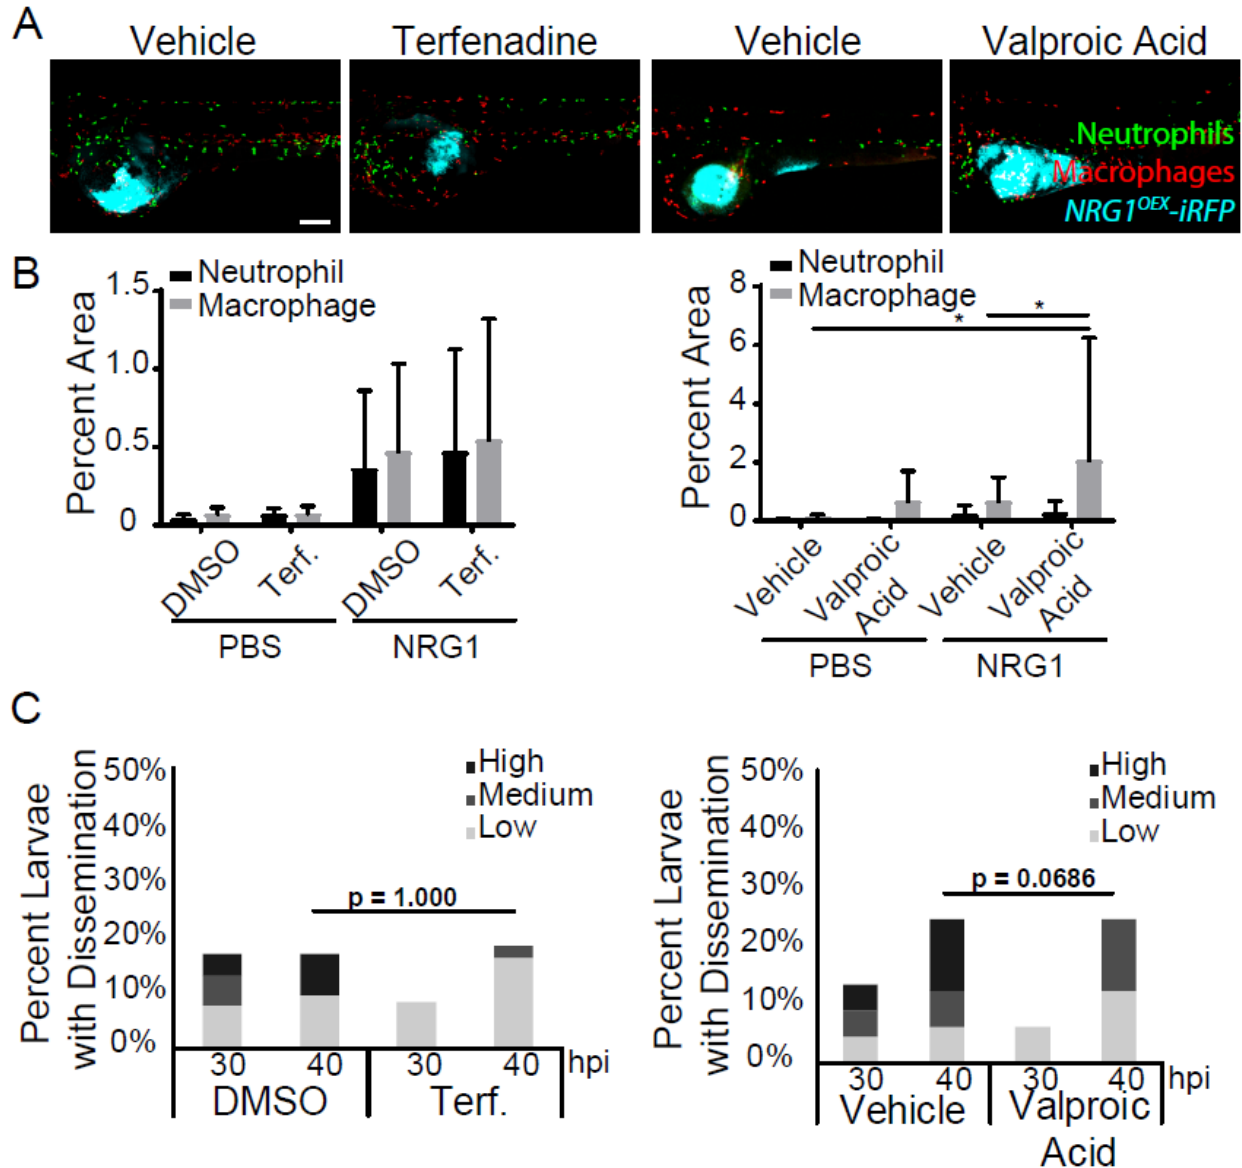 A
Vehicle Terfenadine Vehicle Valproic Acid
Neutrophils
Macrophages
NRG1OEX-iRFP
B
Neutrophil
Macrophage
Percent Area
1.5
1.0
0.5
0
DMSO Terf. DMSO Terf.
PBS NRG1
Neutrophil
Macrophage
Percent Area
8
6
4
2
0
*
*
Vehicle Valproic Acid Vehicle Valproic Acid
PBS NRG1
C
Percent Larvae
with Dissemination
50%
40%
30%
20%
10%
0%
High
Medium
Low
p = 1.000
30 40 30 40 hpi
DMSO Terf.
Percent Larvae
with Dissemination
50%
40%
30%
20%
10%
0%
High
Medium
Low
p = 0.0686
30 40 30 40 hpi
Vehicle Valproic
Acid